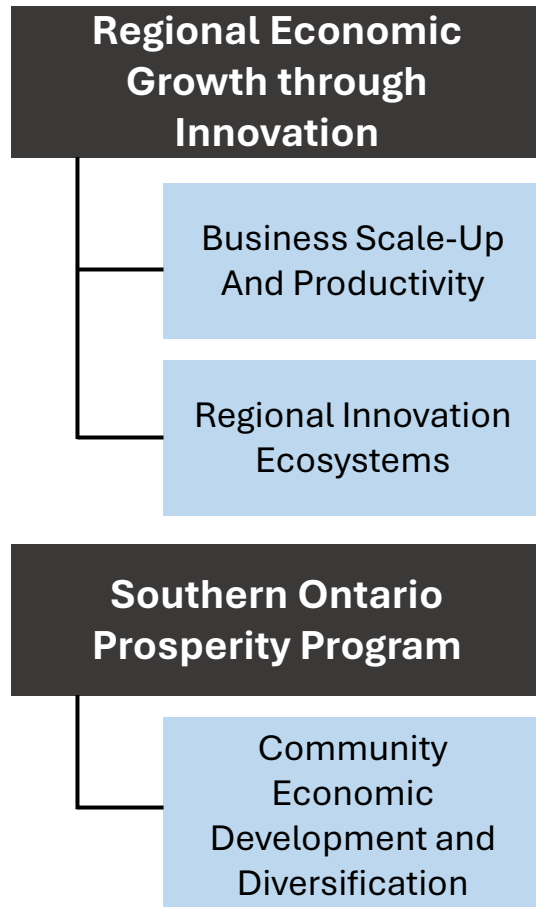 Regional Economic
Growth through
Innovation
Business Scale-Up
And Productivity
Regional Innovation
Ecosystems
Southern Ontario
Prosperity Program
Community
Economic
Development and
Diversification